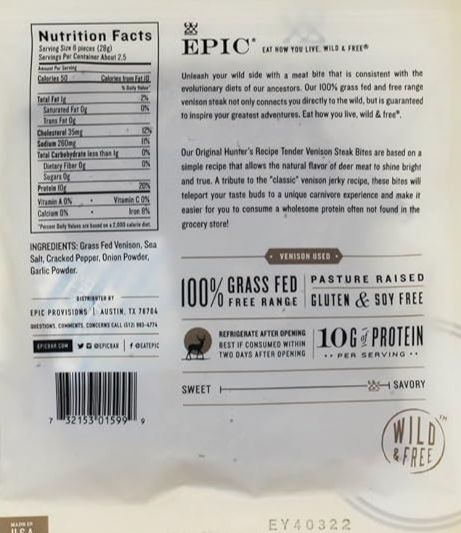 Nutrition Facts
Serving Size 6 pieces (28g)
Servings Per Container About 2.5
Amount Per Serving
Calories 50 Calories from Fat 10
% Daily Value*
Total Fat 1g 2%
Saturated Fat 0g 0%
Trans Fat 0g
Cholesterol 35mg 12%
Sodium 260mg
Total Carbohydrate less than 1g 0%
Dietary Fiber 0g 0%
Sugars 0g
Protein 10g 20%
Vitamin A 0% • Vitamin C 0%
Calcium 0% • Iron 8%
*Percent Daily Values are based on a 2,000 calorie diet.
INGREDIENTS: Grass Fed Venison, Sea
Salt, Cracked Pepper, Onion Powder,
Garlic Powder.
DISTRIBUTED BY
EPIC PROVISIONS | AUSTIN, TX 78704
QUESTIONS, COMMENTS, CONCERNS CALL (512)
EPICBAR.COM @EPICBAR @EATEPIC
7 32153 01599 9
MADE IN
USA
EPIC® EAT HOW YOU LIVE. WILD & FREE®
Unleash your wild side with a meat bite that is consistent with the
evolutionary diets of our ancestors. Our 100% grass fed and free range
venison steak not only connects you directly to the wild, but is guaranteed
to inspire your greatest adventures. Eat how you live, wild & free®.
Our Original Hunter's Recipe Tender Venison Steak Bites are based on a
simple recipe that allows the natural flavor of deer meat to shine bright
and true. A tribute to the "classic" venison jerky recipe, these bites will
teleport your taste buds to a unique carnivore experience and make it
easier for you to consume a wholesome protein often not found in the
grocery store!
• VENISON USED •
100% GRASS FED
FREE RANGE
PASTURE RAISED
GLUTEN & SOY FREE
REFRIGERATE AFTER OPENING
BEST IF CONSUMED WITHIN
TWO DAYS AFTER OPENING
10G of PROTEIN
•• PER SERVING ••
SWEET SAVORY
WILD
& FREE™
EY40322